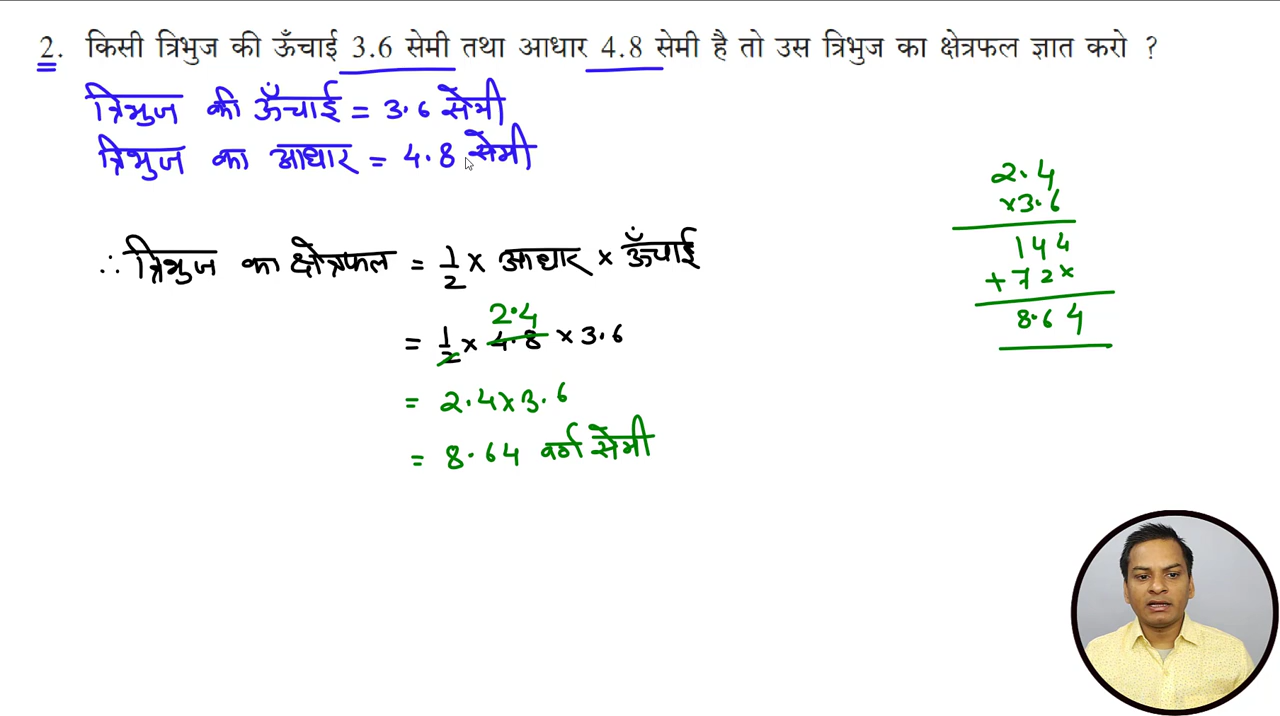 2. किसी त्रिभुज की ऊँचाई 3.6 सेमी तथा आधार 4.8 सेमी है तो उस त्रिभुज का क्षेत्रफल ज्ञात करो ?
त्रिभुज की ऊँचाई = 3.6 सेमी
त्रिभुज का आधार = 4.8 सेमी
∴ त्रिभुज का क्षेत्रफल = 1/2 × आधार × ऊँचाई
2.4
= 1/2 × 4.8 × 3.6
= 2.4×3.6
= 8.64 वर्ग सेमी
2.4
×3.6
144
+72×
8.64